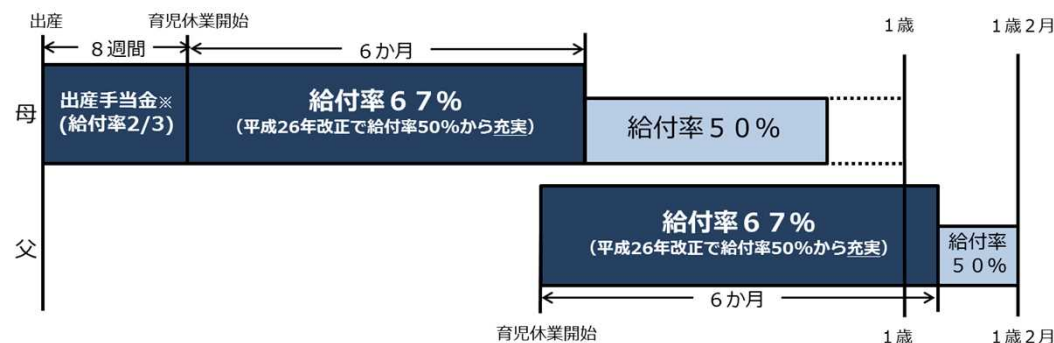 出産
育児休業開始
1歳
1歳2月
8週間
6か月
母
出産手当金※
(給付率2/3)
給付率67%
(平成26年改正で給付率50%から充実)
給付率50%
父
給付率67%
(平成26年改正で給付率50%から充実)
給付率
50%
6か月
育児休業開始
1歳
1歳2月